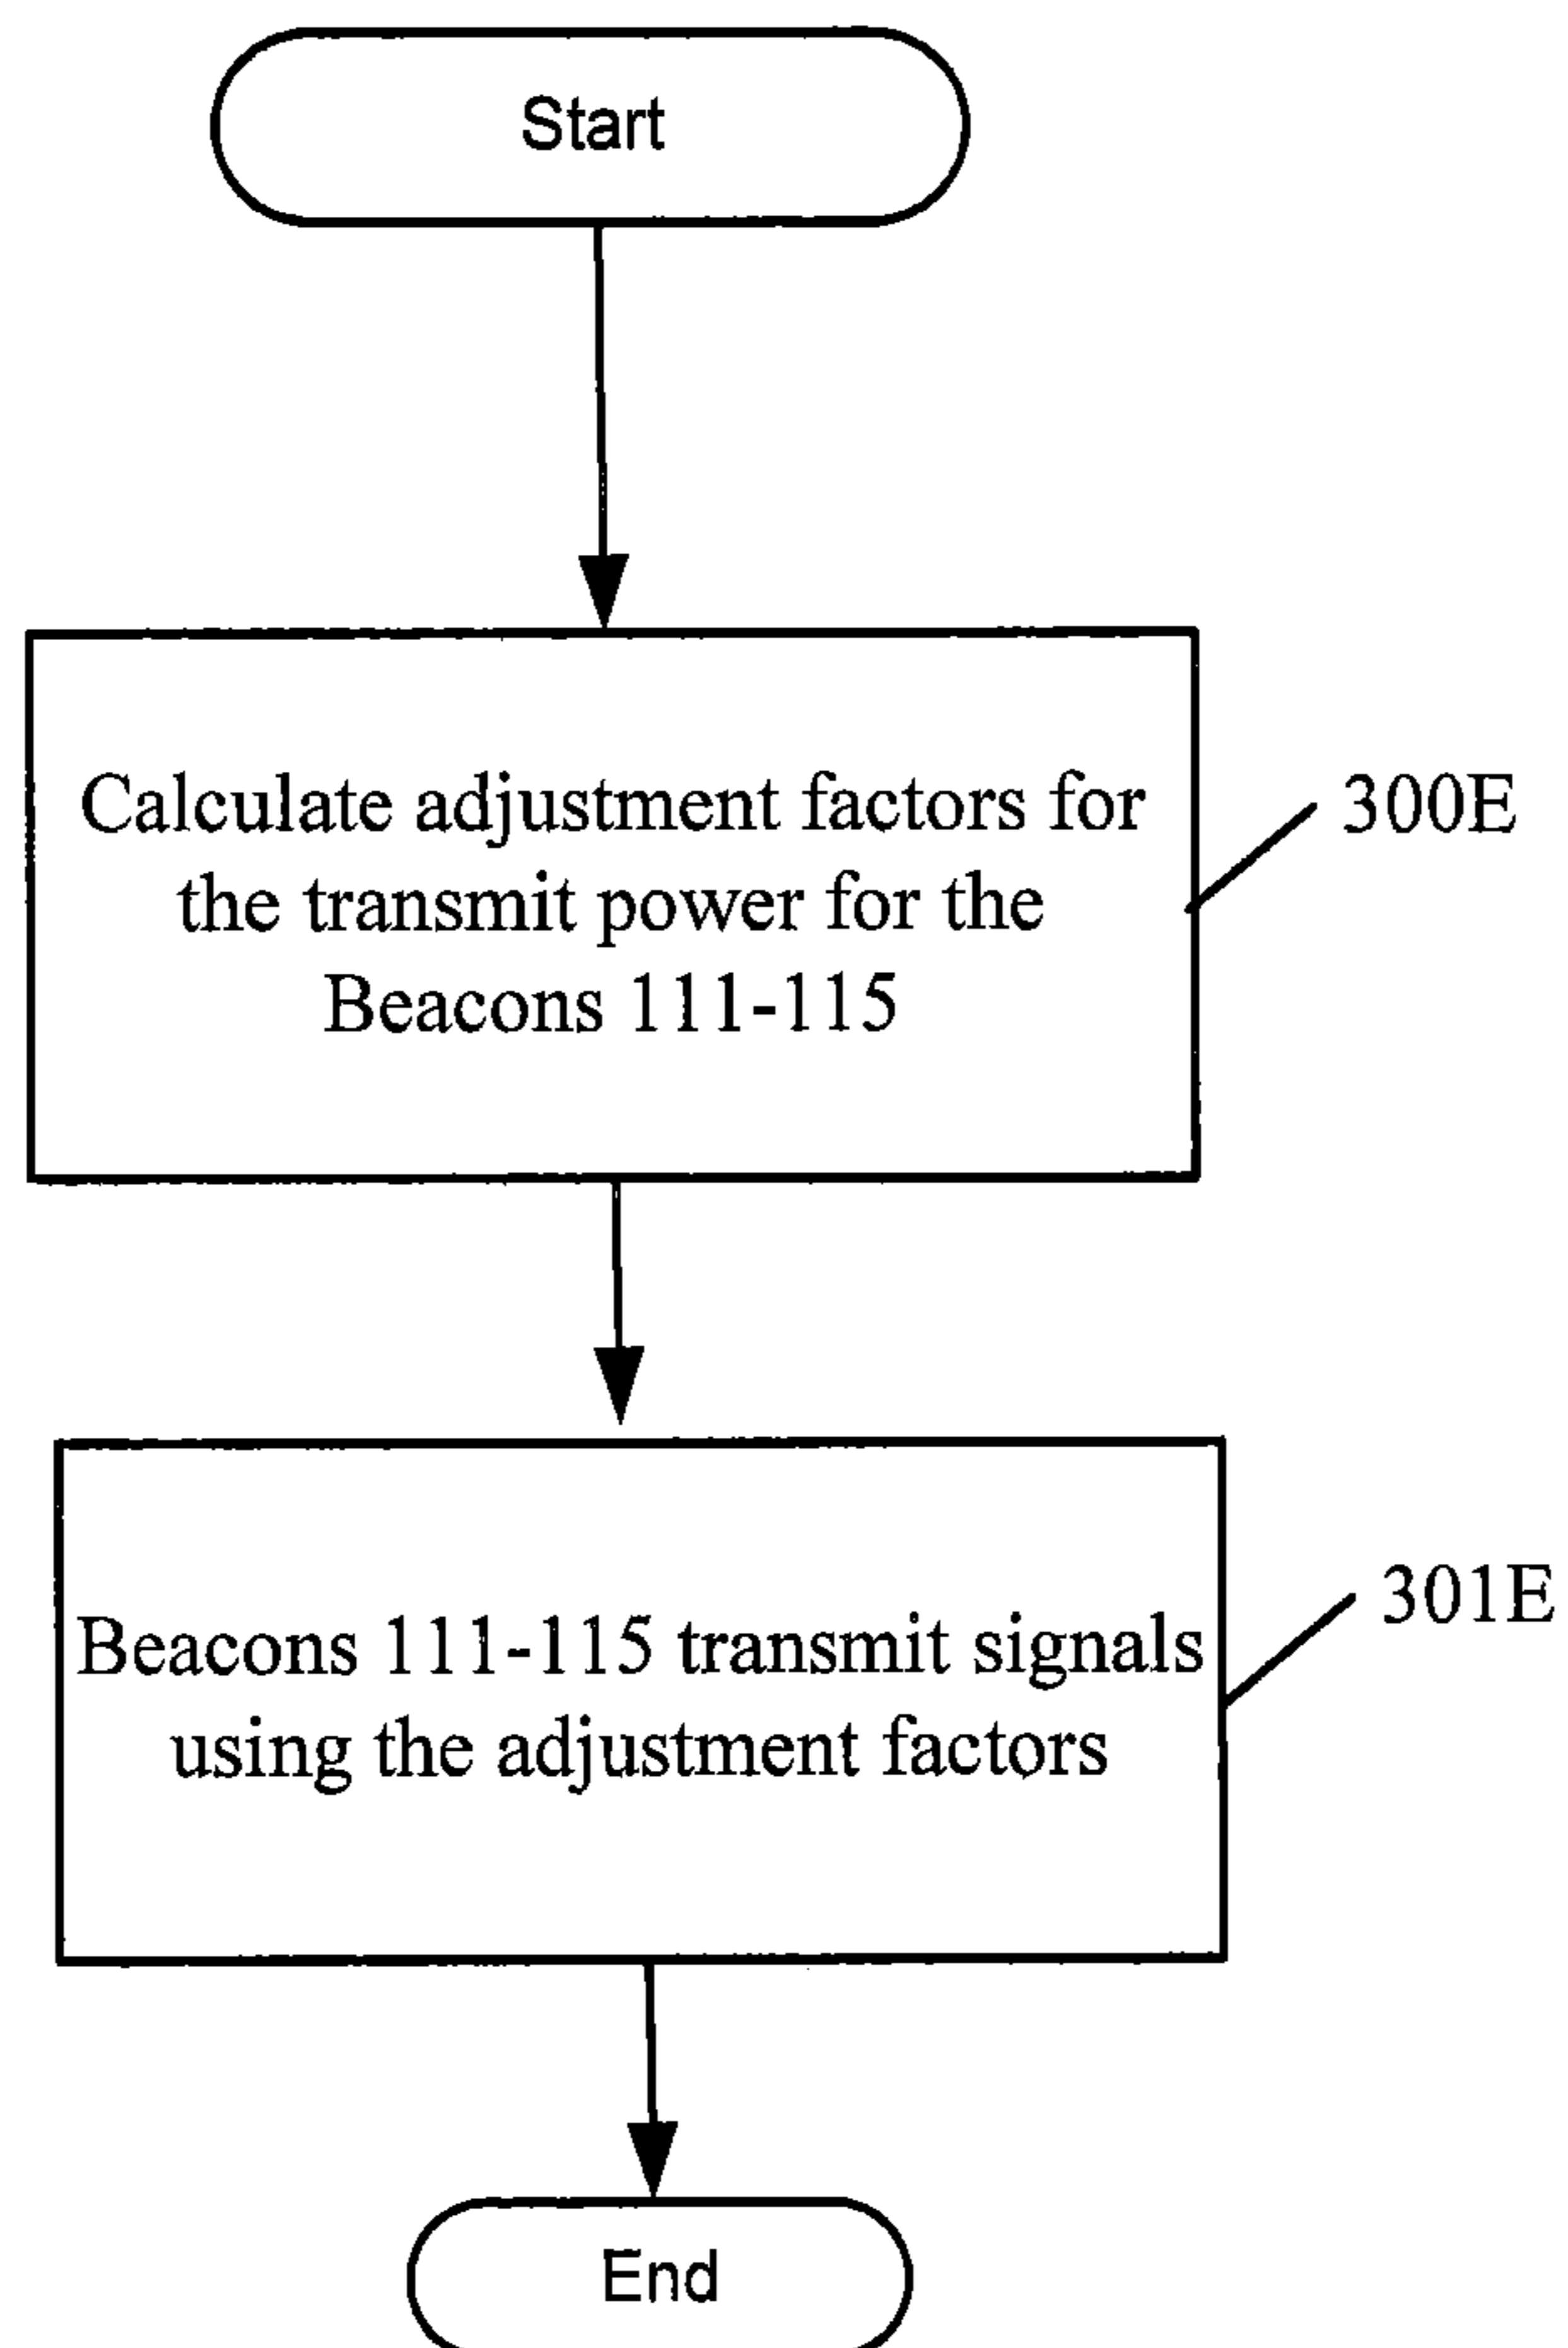 Start
Calculate adjustment factors for
the transmit power for the
Beacons 111-115
300E
Beacons 111-115 transmit signals
using the adjustment factors
301E
End